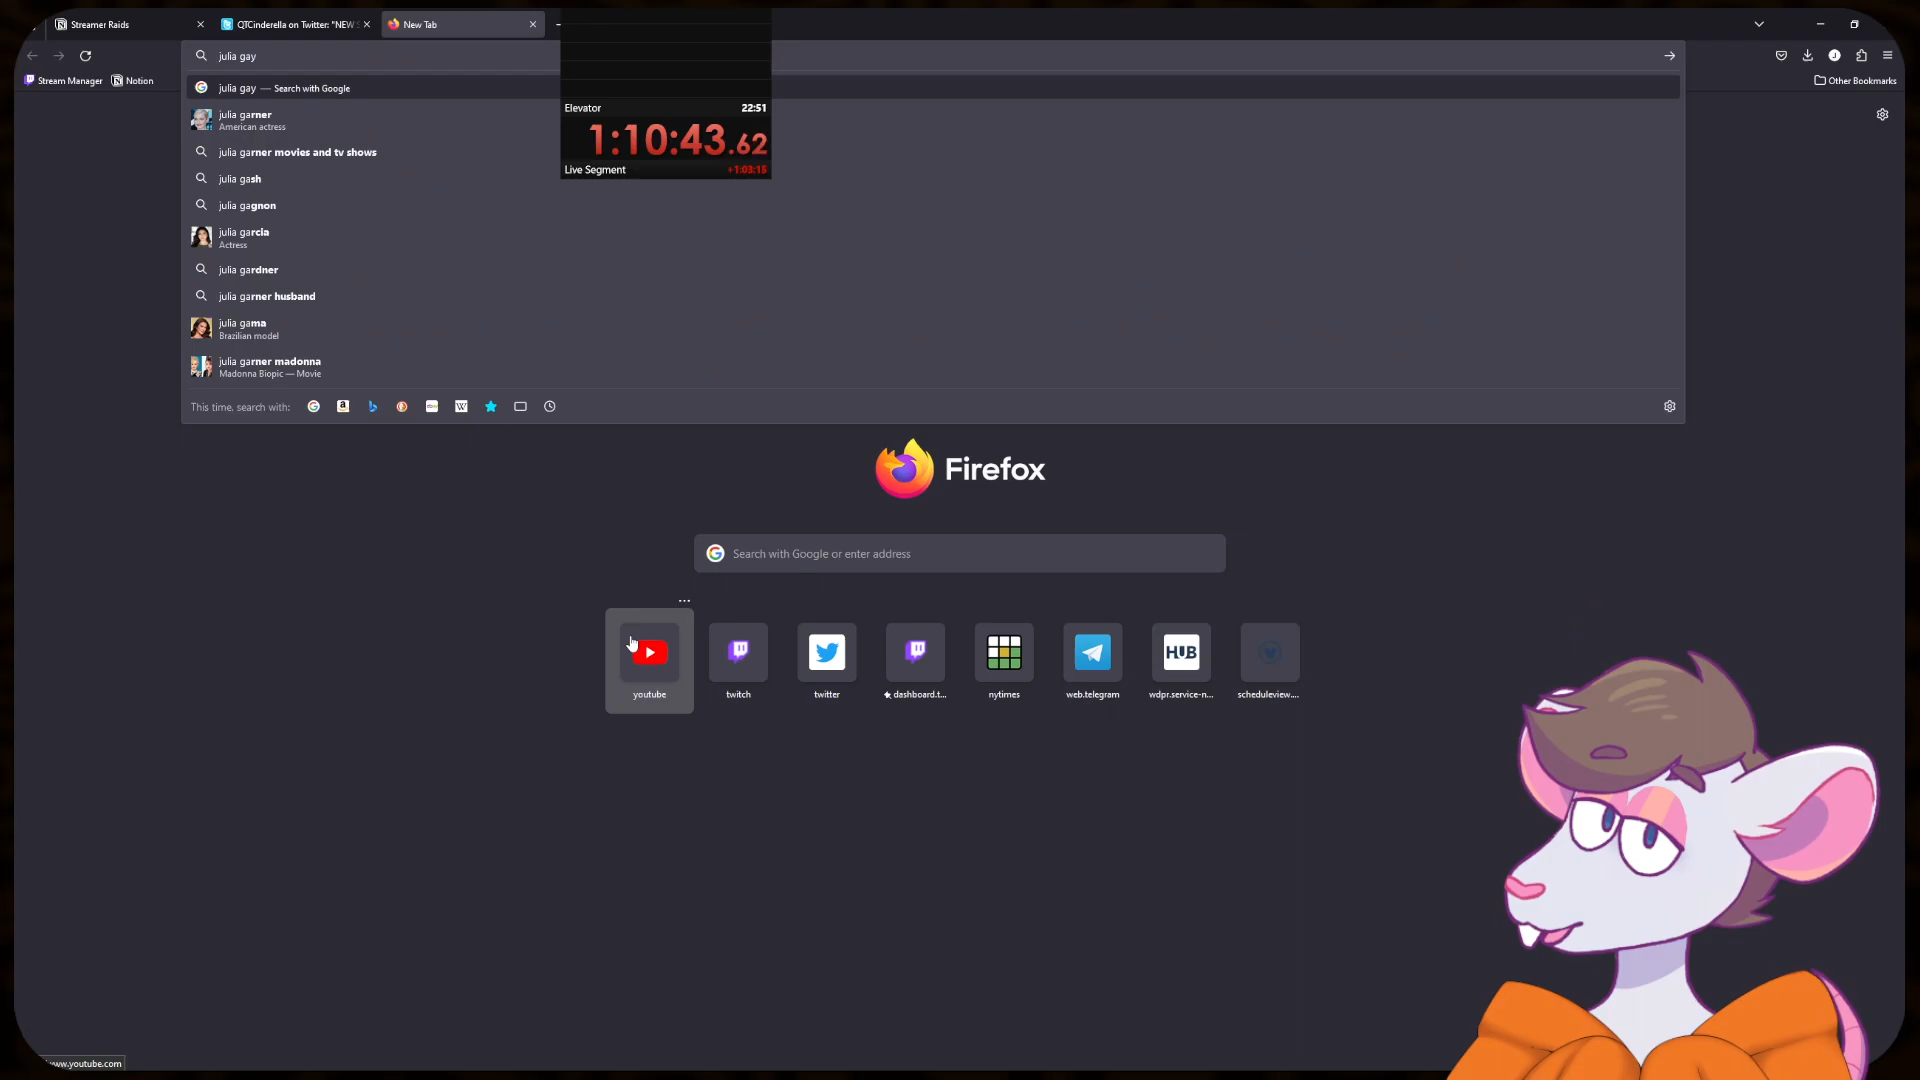 Streamer Raids
QTCinderella on Twitter: "NEW S
New Tab
julia gay
Stream Manager
Notion
Other Bookmarks
julia gay — Search with Google
julia garner
American actress
julia garner movies and tv shows
julia gash
julia gagnon
julia garcia
Actress
julia gardner
julia garner husband
julia gama
Brazilian model
julia garner madonna
Madonna Biopic — Movie
This time, search with:
Elevator 22:51
1:10:43.62
Live Segment +1:03:15
Firefox
Search with Google or enter address
HUB
youtube
twitch
twitter
dashboard.t...
nytimes
web.telegram
wdpr.service-n...
scheduleview....
www.youtube.com